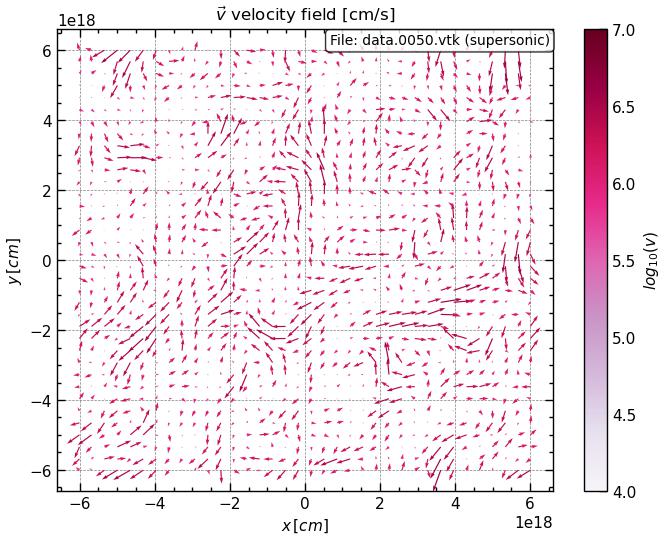 $\vec{v}$ velocity field [cm/s]
1e18
File: data.0050.vtk (supersonic)
6
4
2
0
−2
−4
−6
y [cm]
−6 −4 −2 0 2 4 6
1e18
x [cm]
7.0
6.5
6.0
5.5
5.0
4.5
4.0
log₁₀(v)